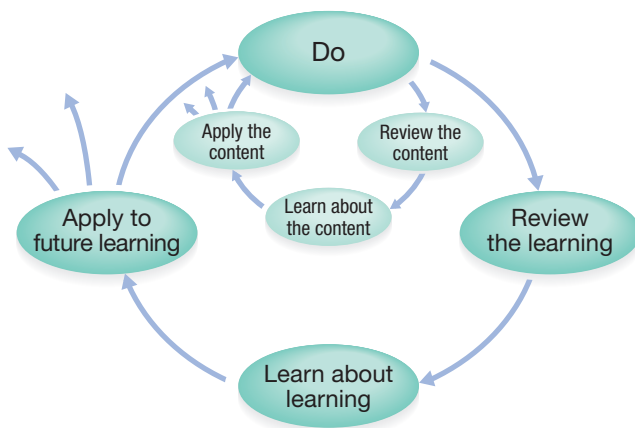 Do
Apply the
content
Review the
content
Learn about
the content
Apply to
future learning
Review
the learning
Learn about
learning